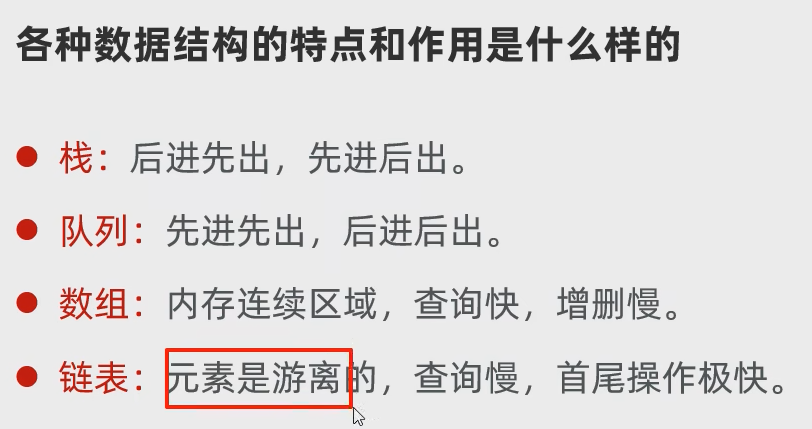 各种数据结构的特点和作用是什么样的
栈：后进先出，先进后出。
队列：先进先出，后进后出。
数组：内存连续区域，查询快，增删慢。
链表：元素是游离的，查询慢，首尾操作极快。